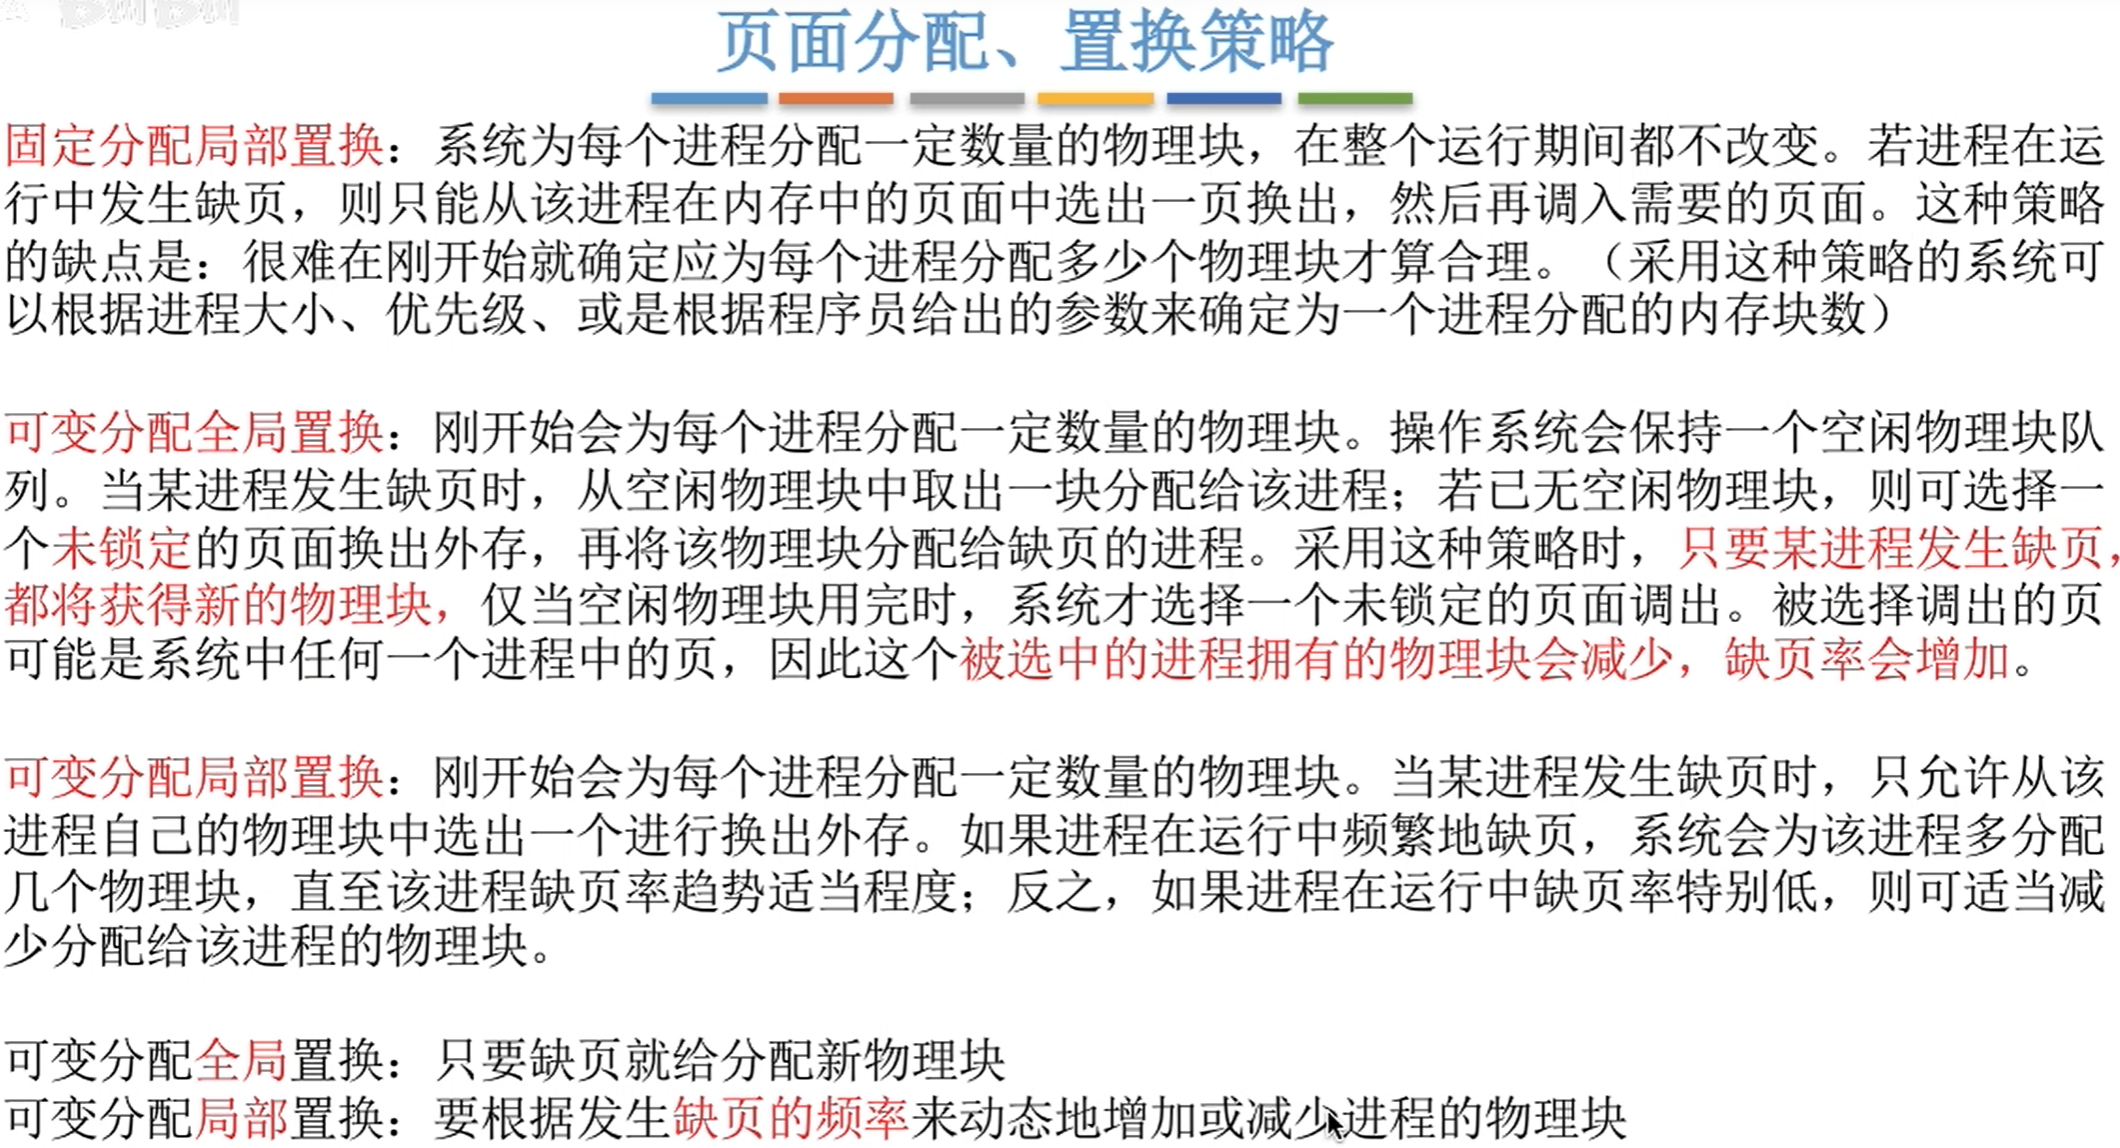 页面分配、置换策略
固定分配局部置换：系统为每个进程分配一定数量的物理块，在整个运行期间都不改变。若进程在运
行中发生缺页，则只能从该进程在内存中的页面中选出一页换出，然后再调入需要的页面。这种策略
的缺点是：很难在刚开始就确定应为每个进程分配多少个物理块才算合理。（采用这种策略的系统可
以根据进程大小、优先级、或是根据程序员给出的参数来确定为一个进程分配的内存块数）
可变分配全局置换：刚开始会为每个进程分配一定数量的物理块。操作系统会保持一个空闲物理块队
列。当某进程发生缺页时，从空闲物理块中取出一块分配给该进程；若已无空闲物理块，则可选择一
个未锁定的页面换出外存，再将该物理块分配给缺页的进程。采用这种策略时，只要某进程发生缺页，
都将获得新的物理块，仅当空闲物理块用完时，系统才选择一个未锁定的页面调出。被选择调出的页
可能是系统中任何一个进程中的页，因此这个被选中的进程拥有的物理块会减少，缺页率会增加。
可变分配局部置换：刚开始会为每个进程分配一定数量的物理块。当某进程发生缺页时，只允许从该
进程自己的物理块中选出一个进行换出外存。如果进程在运行中频繁地缺页，系统会为该进程多分配
几个物理块，直至该进程缺页率趋势适当程度；反之，如果进程在运行中缺页率特别低，则可适当减
少分配给该进程的物理块。
可变分配全局置换：只要缺页就给分配新物理块
可变分配局部置换：要根据发生缺页的频率来动态地增加或减少进程的物理块